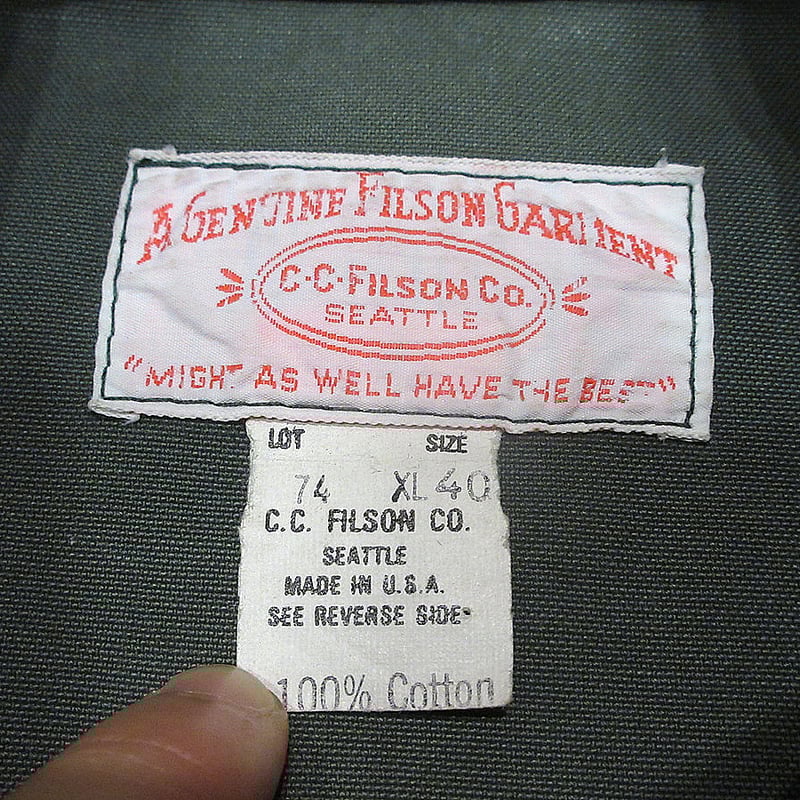 A GENUINE FILSON GARMENT
C·C·FILSON CO.
SEATTLE
"MIGHT AS WELL HAVE THE BEST"
LOT SIZE
74 XL 40
C.C. FILSON CO.
SEATTLE
MADE IN U.S.A.
SEE REVERSE SIDE
100% Cotton